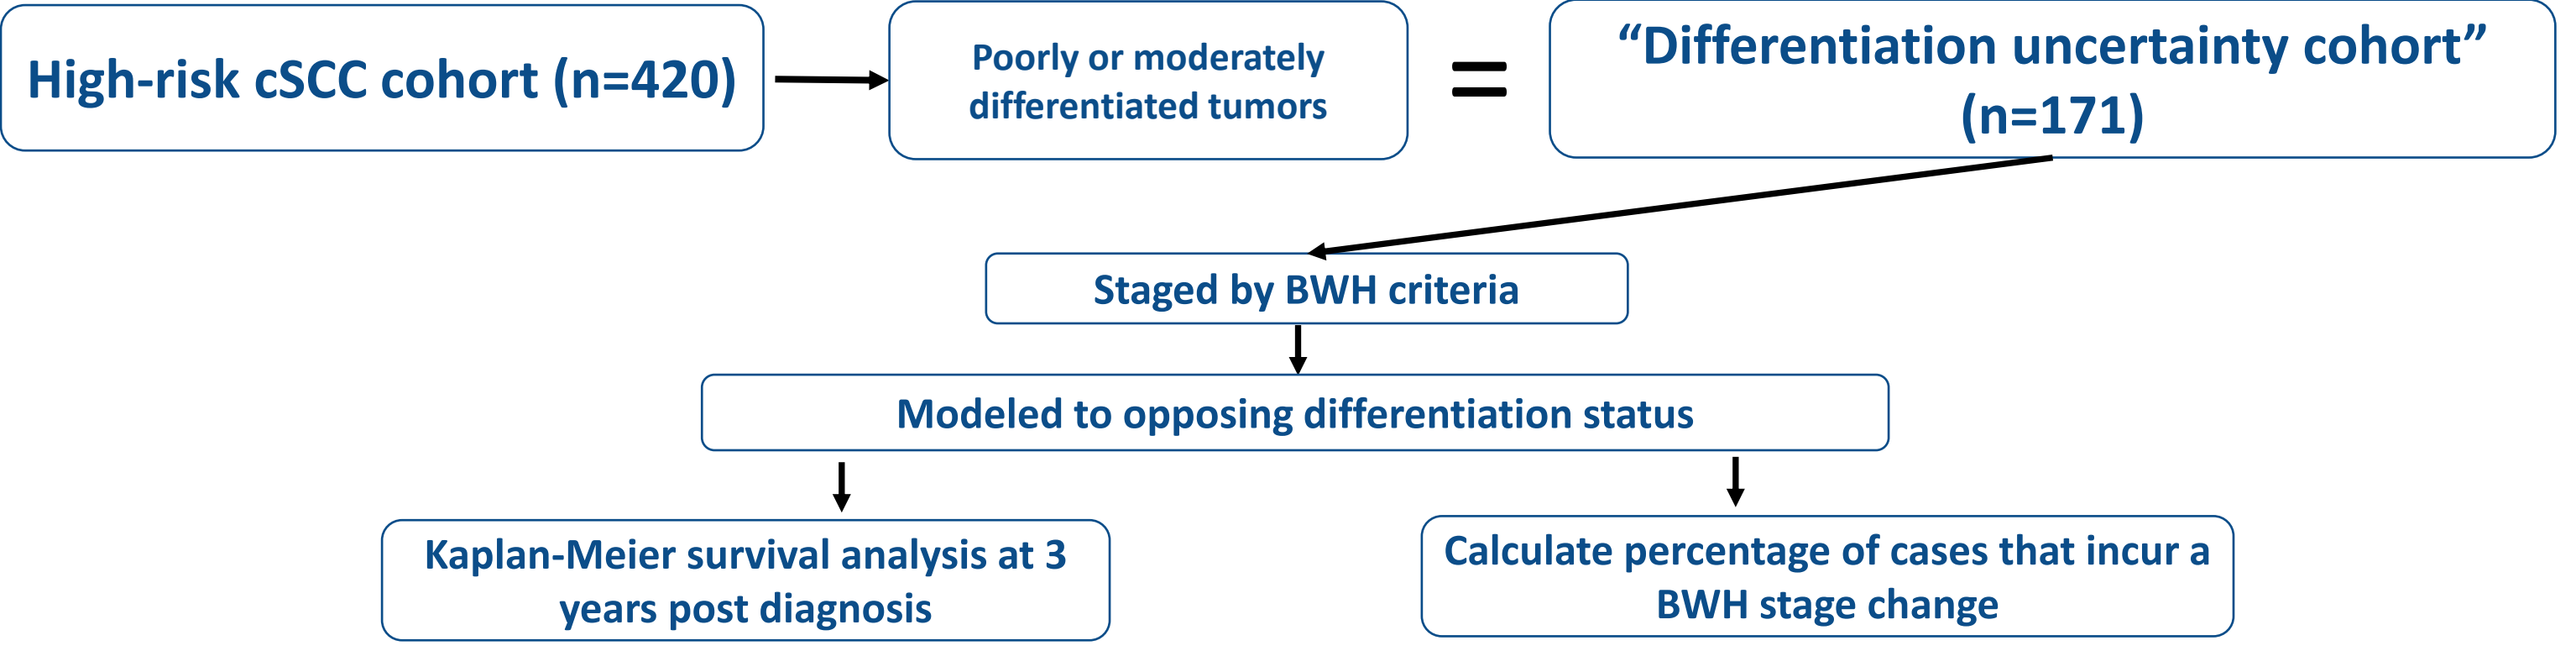 High-risk cSCC cohort (n=420)
Poorly or moderately
differentiated tumors
=
“Differentiation uncertainty cohort”
(n=171)
Staged by BWH criteria
Modeled to opposing differentiation status
Kaplan-Meier survival analysis at 3
years post diagnosis
Calculate percentage of cases that incur a
BWH stage change